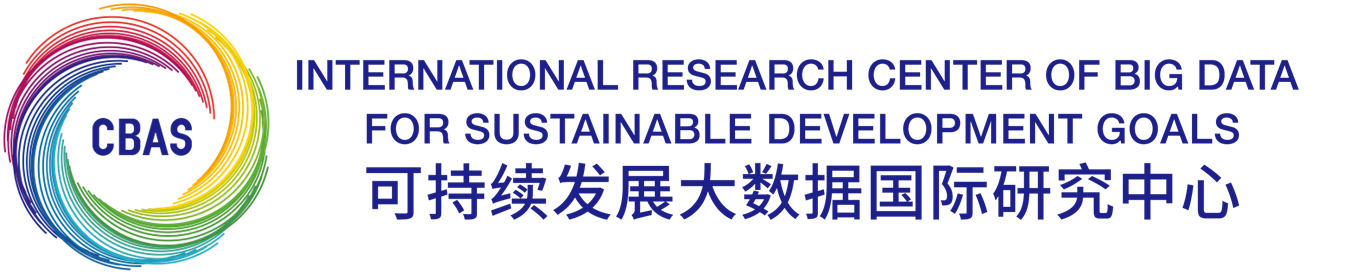 CBAS
INTERNATIONAL RESEARCH CENTER OF BIG DATA
FOR SUSTAINABLE DEVELOPMENT GOALS
可持续发展大数据国际研究中心